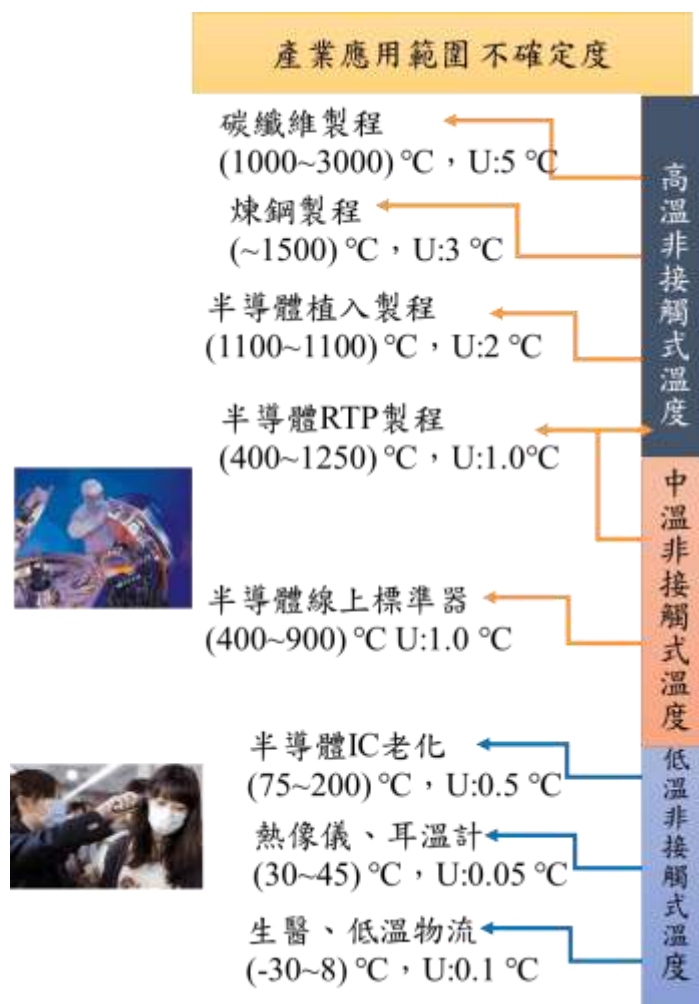 產業應用範圍 不確定度
碳纖維製程
(1000~3000) ℃，U:5 ℃
煉鋼製程
(~1500) ℃，U:3 ℃
半導體植入製程
(1100~1100) ℃，U:2 ℃
半導體RTP製程
(400~1250) ℃，U:1.0℃
半導體線上標準器
(400~900) ℃ U:1.0 ℃
半導體IC老化
(75~200) ℃，U:0.5 ℃
熱像儀、耳溫計
(30~45) ℃，U:0.05 ℃
生醫、低溫物流
(-30~8) ℃，U:0.1 ℃
高溫非接觸式溫度
中溫非接觸式溫度
低溫非接觸式溫度